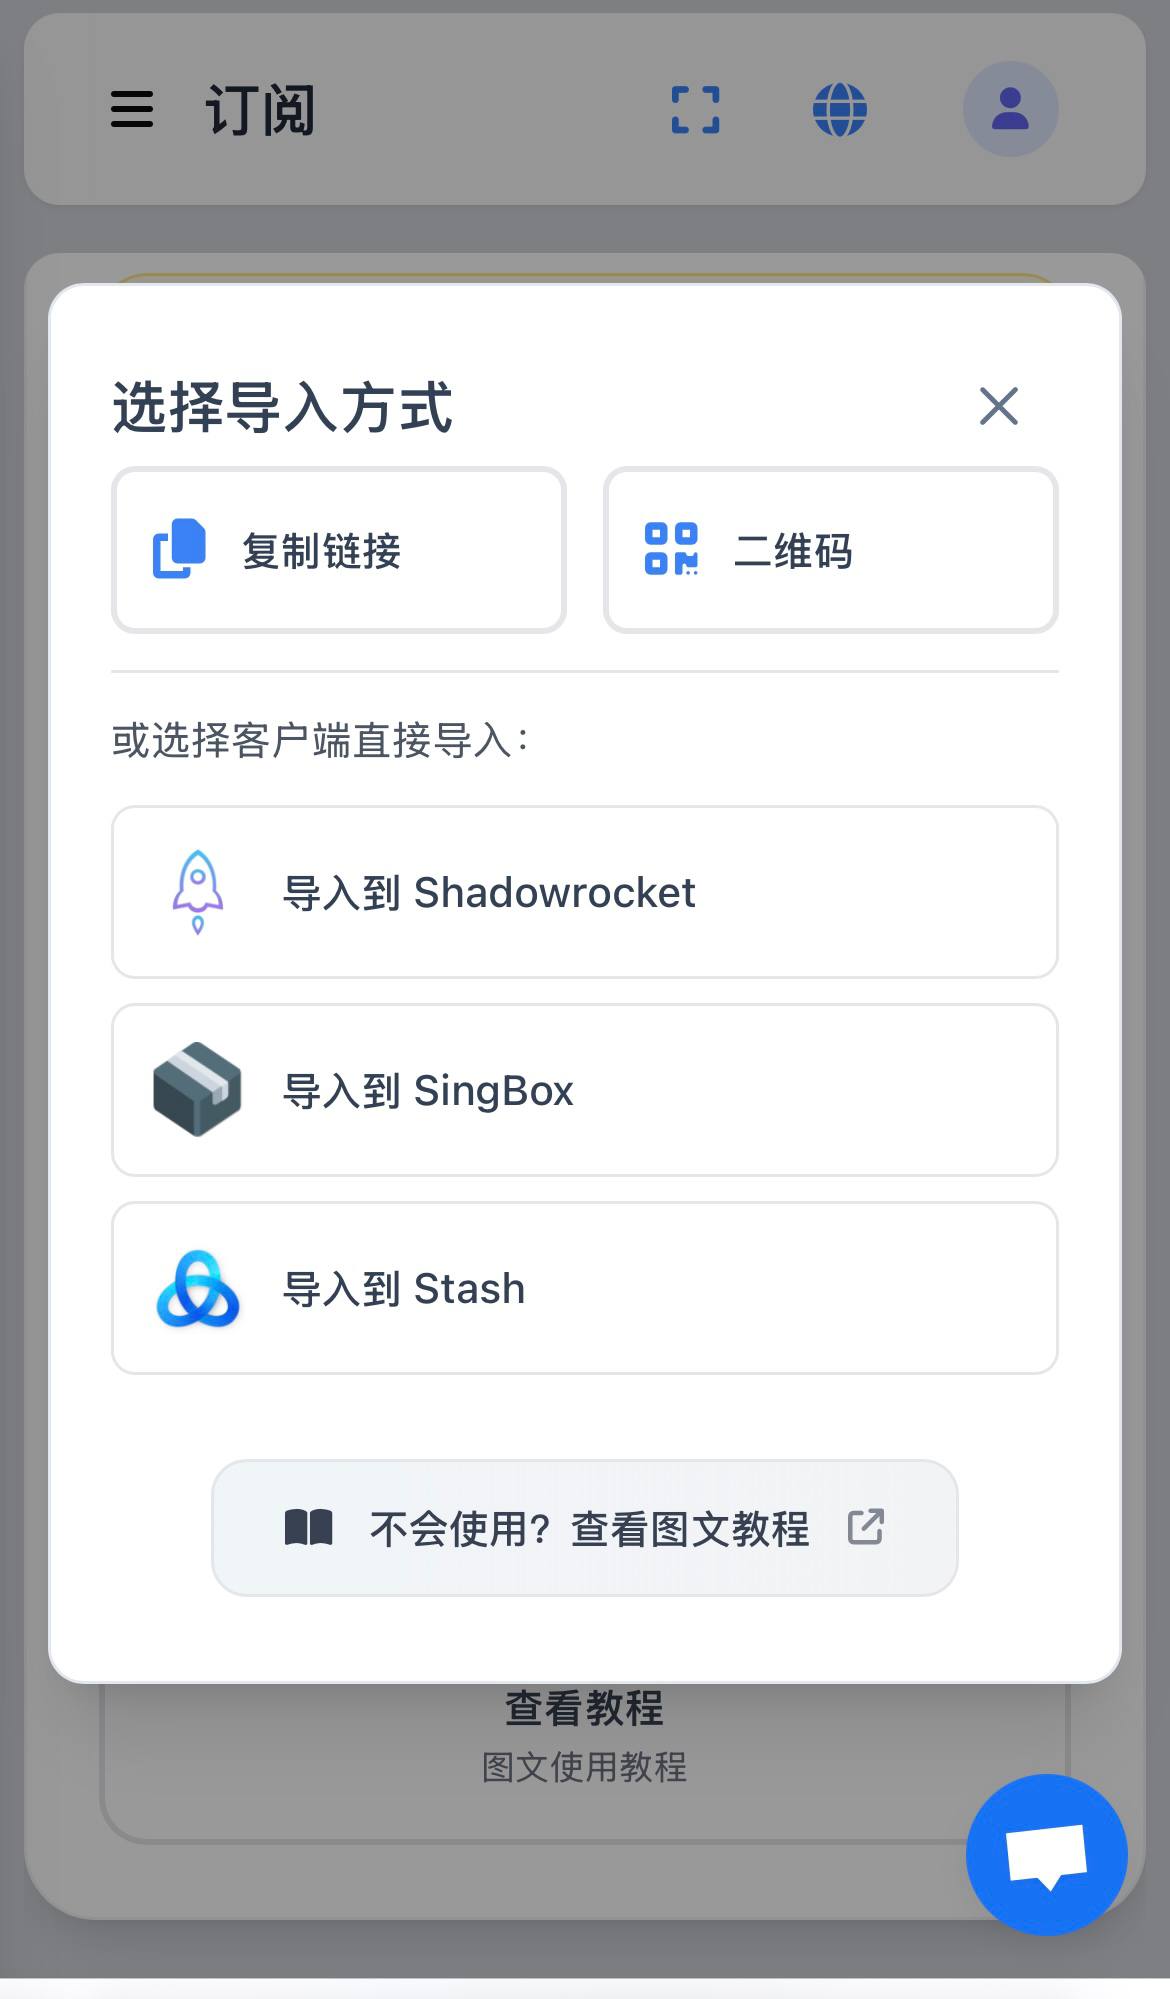 订阅
选择导入方式
复制链接
二维码
或选择客户端直接导入：
导入到 Shadowrocket
导入到 SingBox
导入到 Stash
不会使用？查看图文教程
查看教程
图文使用教程